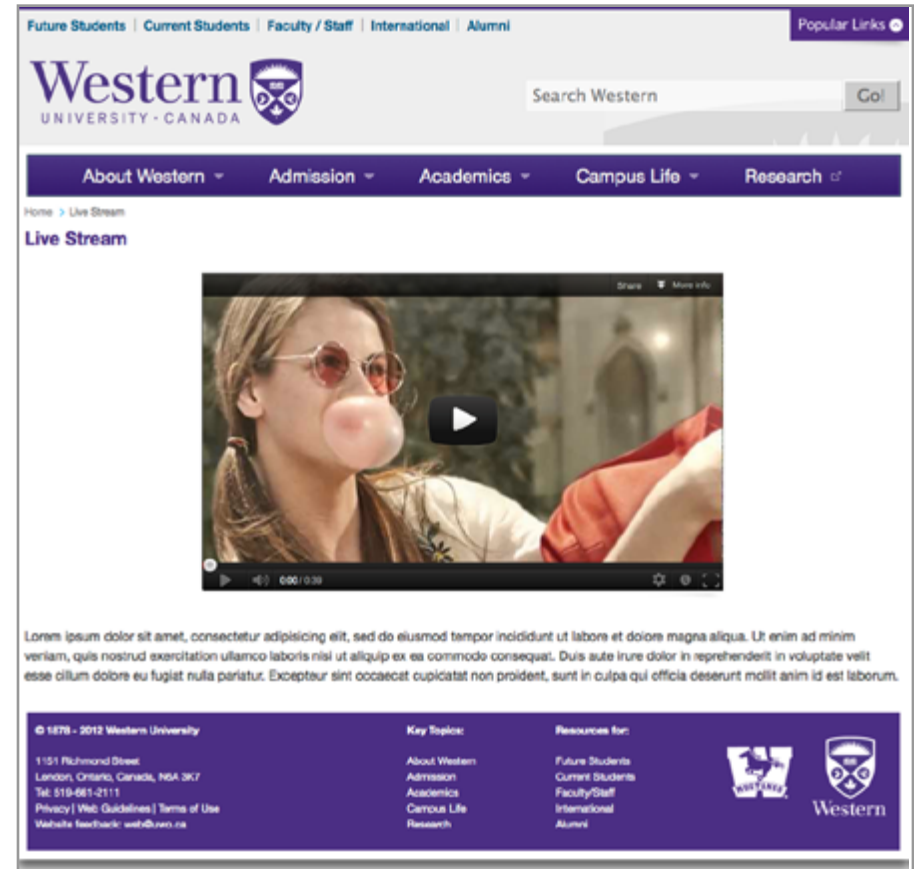 Future Students | Current Students | Faculty / Staff | International | Alumni
Popular Links
Western
UNIVERSITY · CANADA
Search Western
Go!
About Western
Admission
Academics
Campus Life
Research
Home > Live Stream
Live Stream
Share
More info
0:00 / 0:39
Lorem ipsum dolor sit amet, consectetur adipisicing elit, sed do eiusmod tempor incididunt ut labore et dolore magna aliqua. Ut enim ad minim
veniam, quis nostrud exercitation ullamco laboris nisi ut aliquip ex ea commodo consequat. Duis aute irure dolor in reprehenderit in voluptate velit
esse cillum dolore eu fugiat nulla pariatur. Excepteur sint occaecat cupidatat non proident, sunt in culpa qui officia deserunt mollit anim id est laborum.
© 1878 - 2012 Western University
1151 Richmond Street
London, Ontario, Canada, N6A 3K7
Tel: 519-661-2111
Privacy | Web Guidelines | Terms of Use
Website feedback: web@uwo.ca
Key Topics:
About Western
Admission
Academics
Campus Life
Research
Resources for:
Future Students
Current Students
Faculty/Staff
International
Alumni
W
MUSTANGS
Western